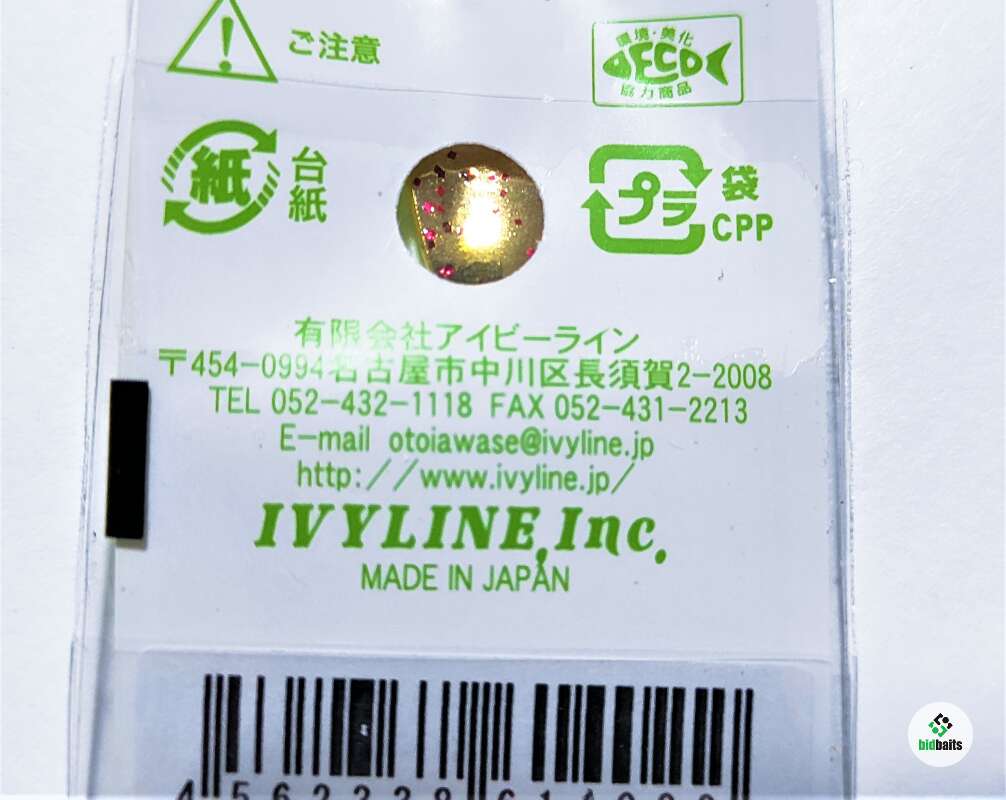 ご注意
環境・美化
ECO
協力商品
紙
台紙
プラ
袋
CPP
有限会社アイビーライン
〒454-0994名古屋市中川区長須賀2-2008
TEL 052-432-1118 FAX 052-431-2213
E-mail otoiawase@ivyline.jp
http://www.ivyline.jp/
IVYLINE,Inc.
MADE IN JAPAN
bidbaits